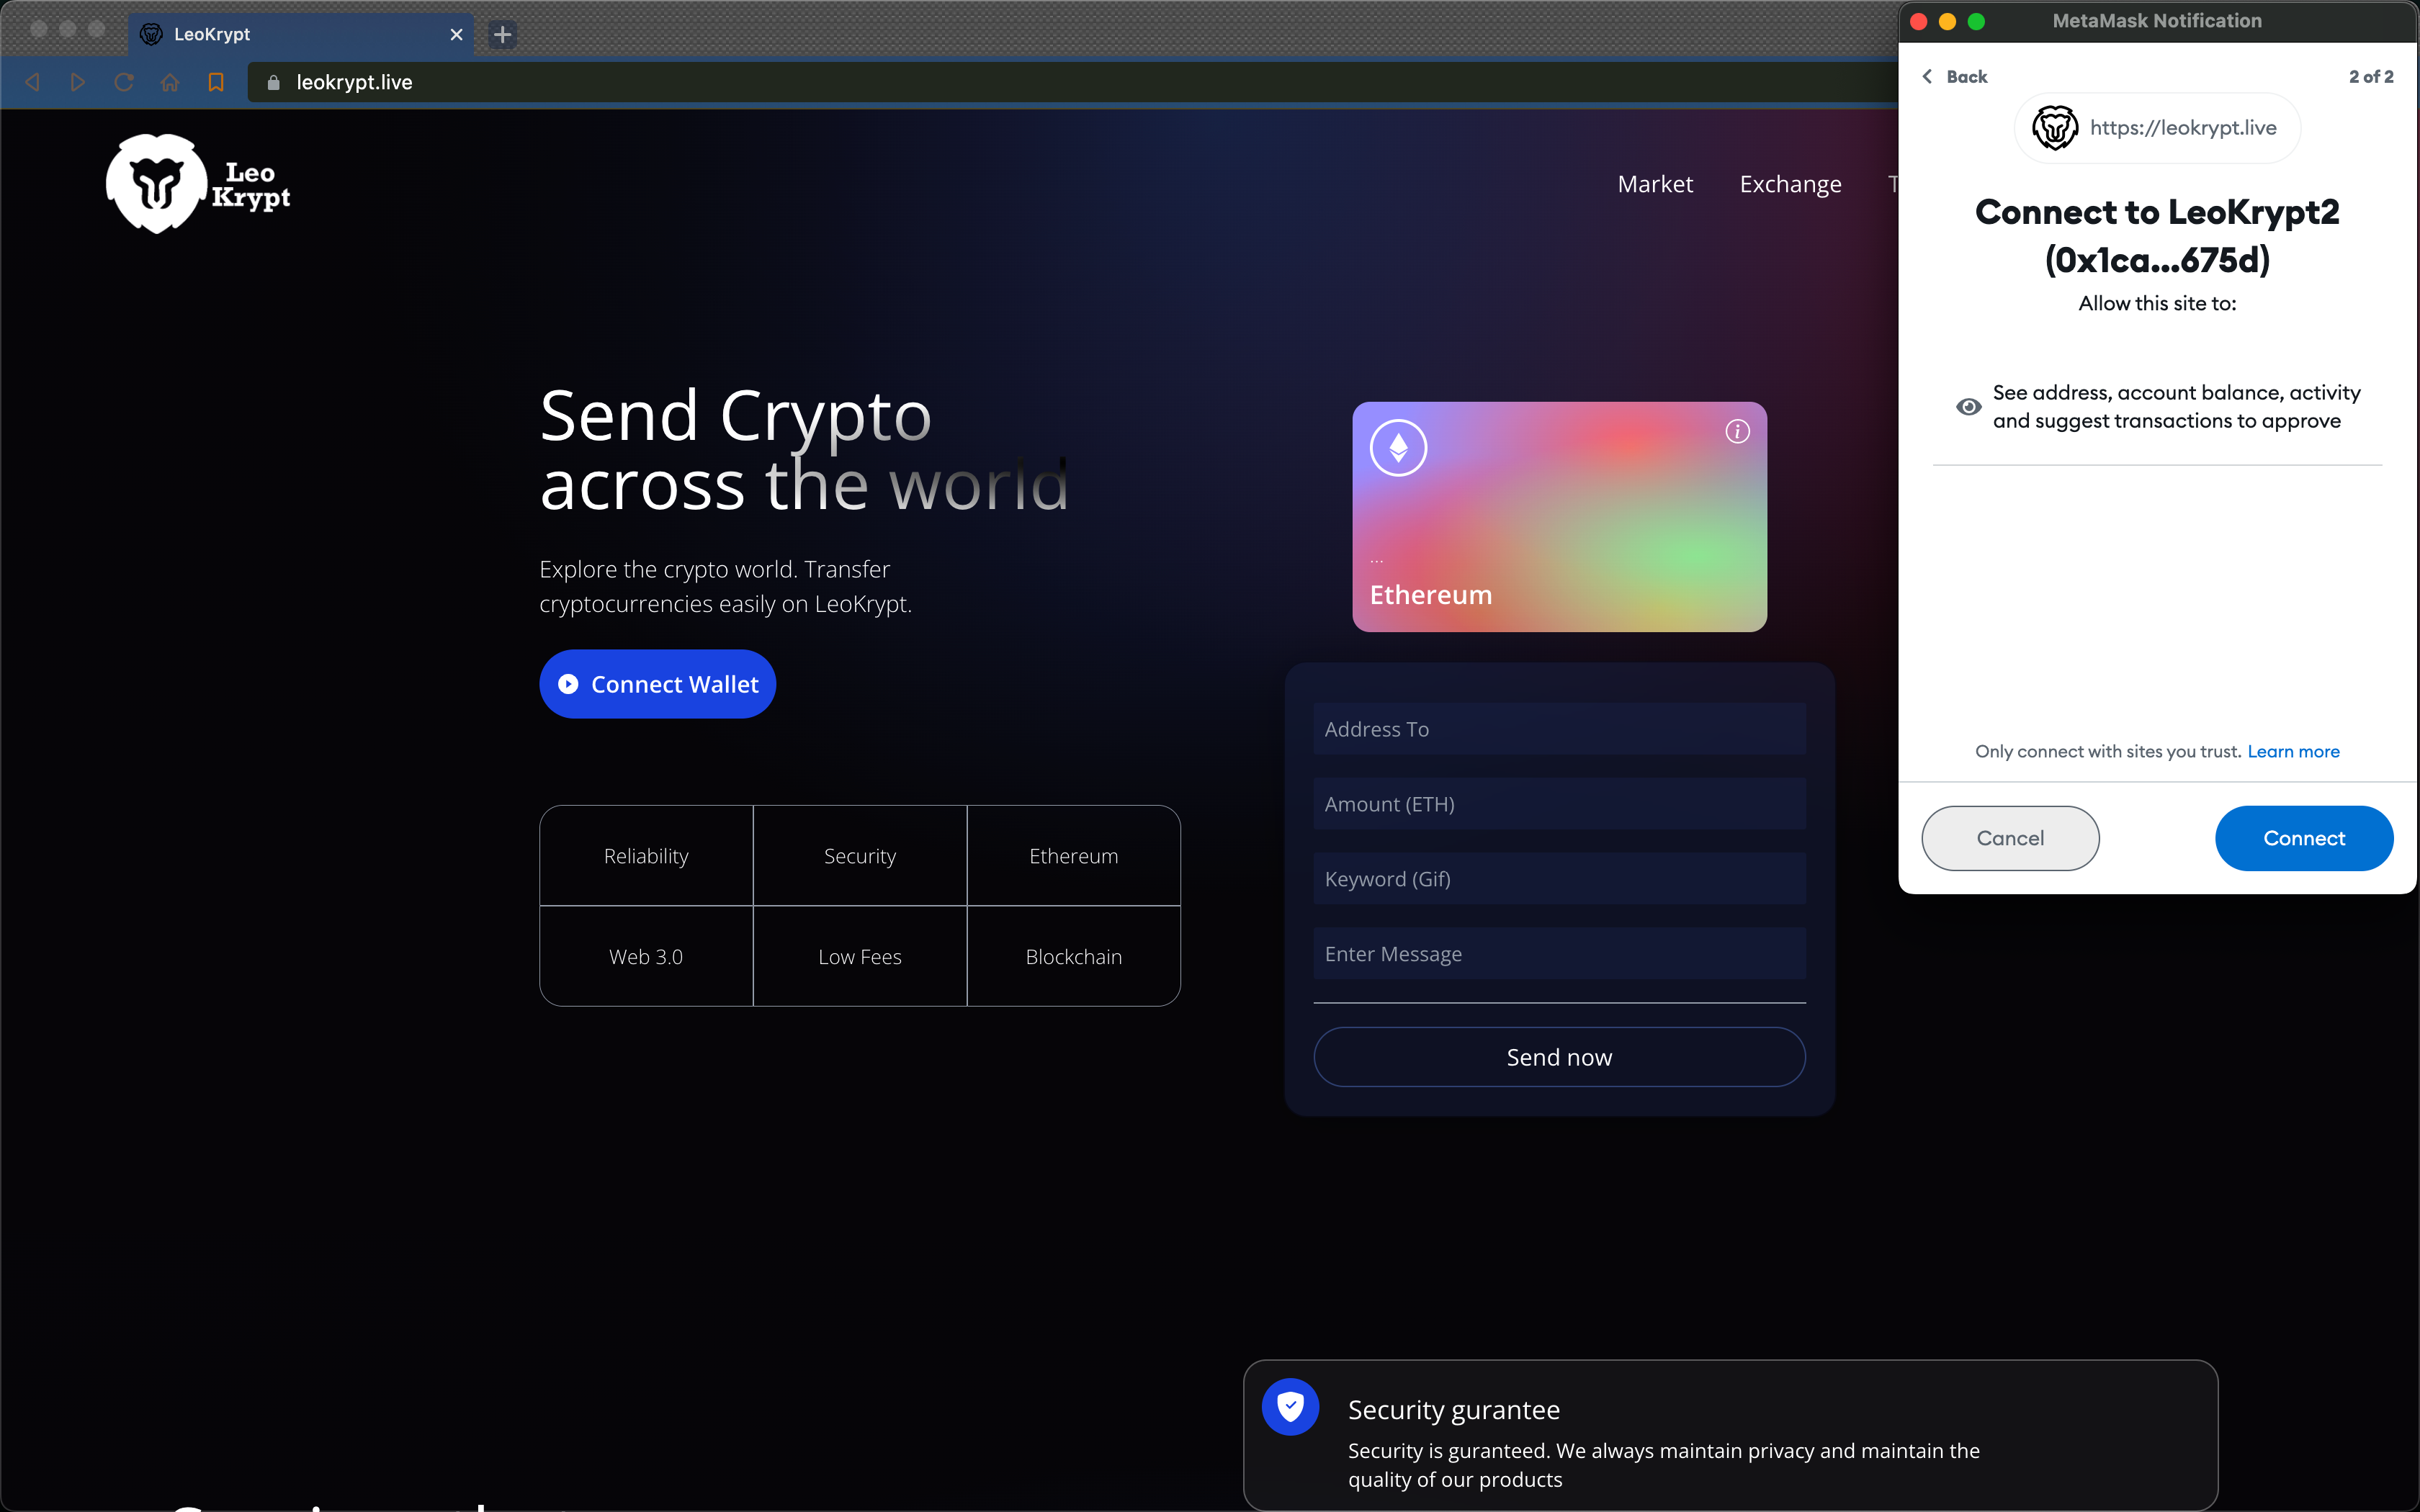 LeoKrypt
leokrypt.live
Leo
Krypt
Market
Exchange
T
Send Crypto
across the world
Explore the crypto world. Transfer
cryptocurrencies easily on LeoKrypt.
Connect Wallet
Reliability
Security
Ethereum
Web 3.0
Low Fees
Blockchain
...
Ethereum
Address To
Amount (ETH)
Keyword (Gif)
Enter Message
Send now
Security gurantee
Security is guranteed. We always maintain privacy and maintain the
quality of our products
MetaMask Notification
Back
2 of 2
https://leokrypt.live
Connect to LeoKrypt2
(0x1ca...675d)
Allow this site to:
See address, account balance, activity
and suggest transactions to approve
Only connect with sites you trust. Learn more
Cancel
Connect